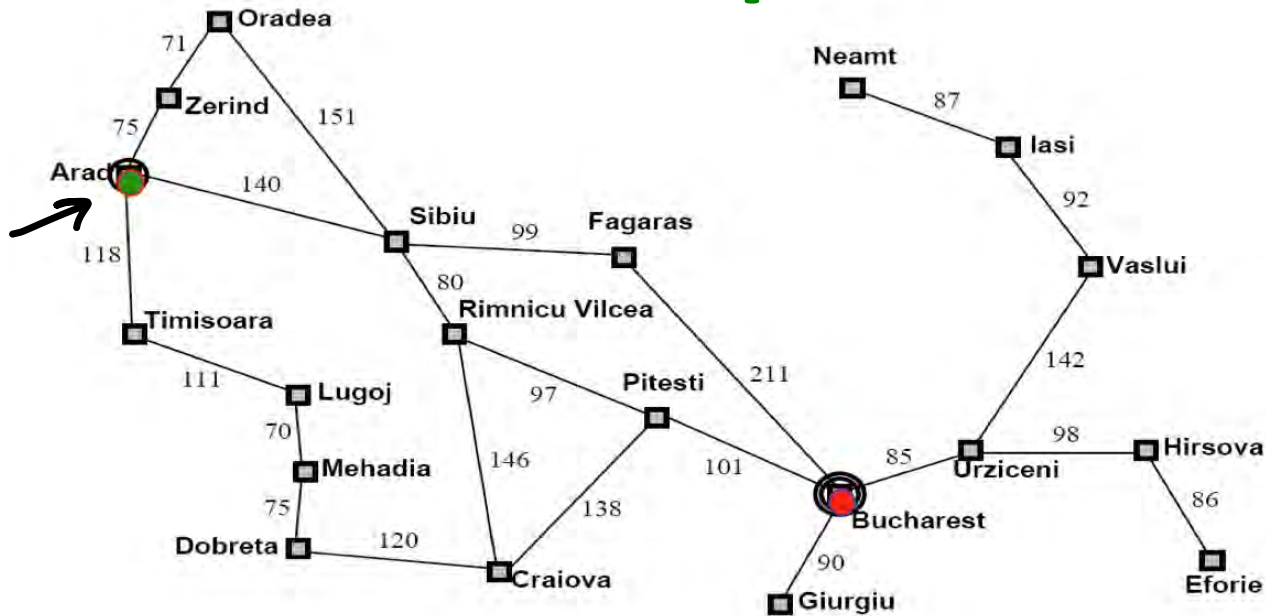 Oradea
71
Neamt
Zerind
87
75
151
Iasi
Arad
140
92
Sibiu
Fagaras
99
118
Vaslui
80
Timisoara
Rimnicu Vilcea
142
111
Lugoj
97
Pitesti
211
70
98
Hirsova
Mehadia
146
101
85
Urziceni
75
138
86
Bucharest
Dobreta
120
90
Craiova
Eforie
Giurgiu